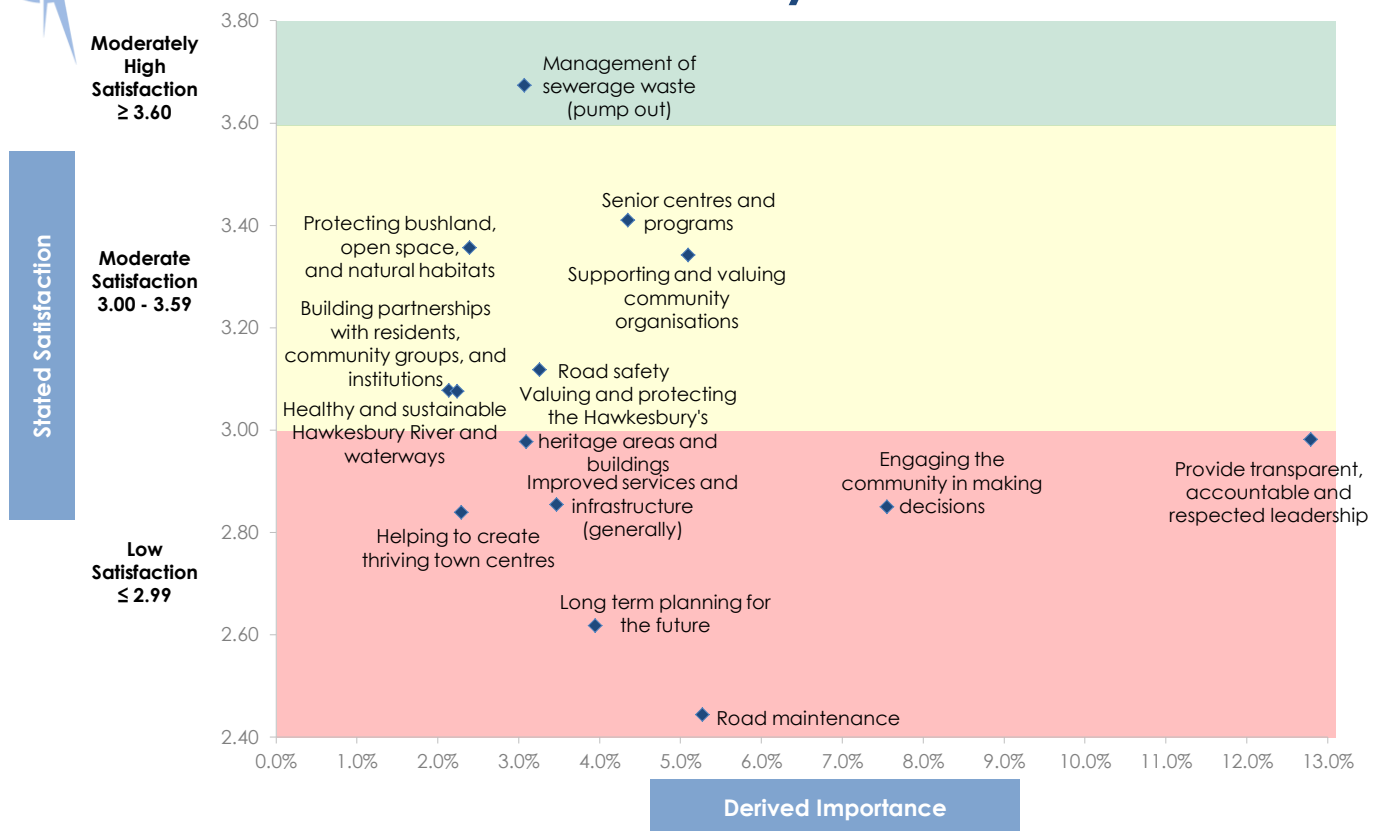 3.80
3.60
3.40
3.20
3.00
2.80
2.60
2.40
Moderately
High
Satisfaction
≥ 3.60
Moderate
Satisfaction
3.00 - 3.59
Low
Satisfaction
≤ 2.99
Stated Satisfaction
Management of
sewerage waste
(pump out)
Senior centres and
programs
Protecting bushland,
open space,
and natural habitats
Supporting and valuing
community
organisations
Building partnerships
with residents,
community groups, and
institutions
Road safety
Valuing and protecting
the Hawkesbury's
heritage areas and
buildings
Healthy and sustainable
Hawkesbury River and
waterways
Improved services and
infrastructure
(generally)
Engaging the
community in making
decisions
Provide transparent,
accountable and
respected leadership
Helping to create
thriving town centres
Long term planning for
the future
Road maintenance
0.0% 1.0% 2.0% 3.0% 4.0% 5.0% 6.0% 7.0% 8.0% 9.0% 10.0% 11.0% 12.0% 13.0%
Derived Importance